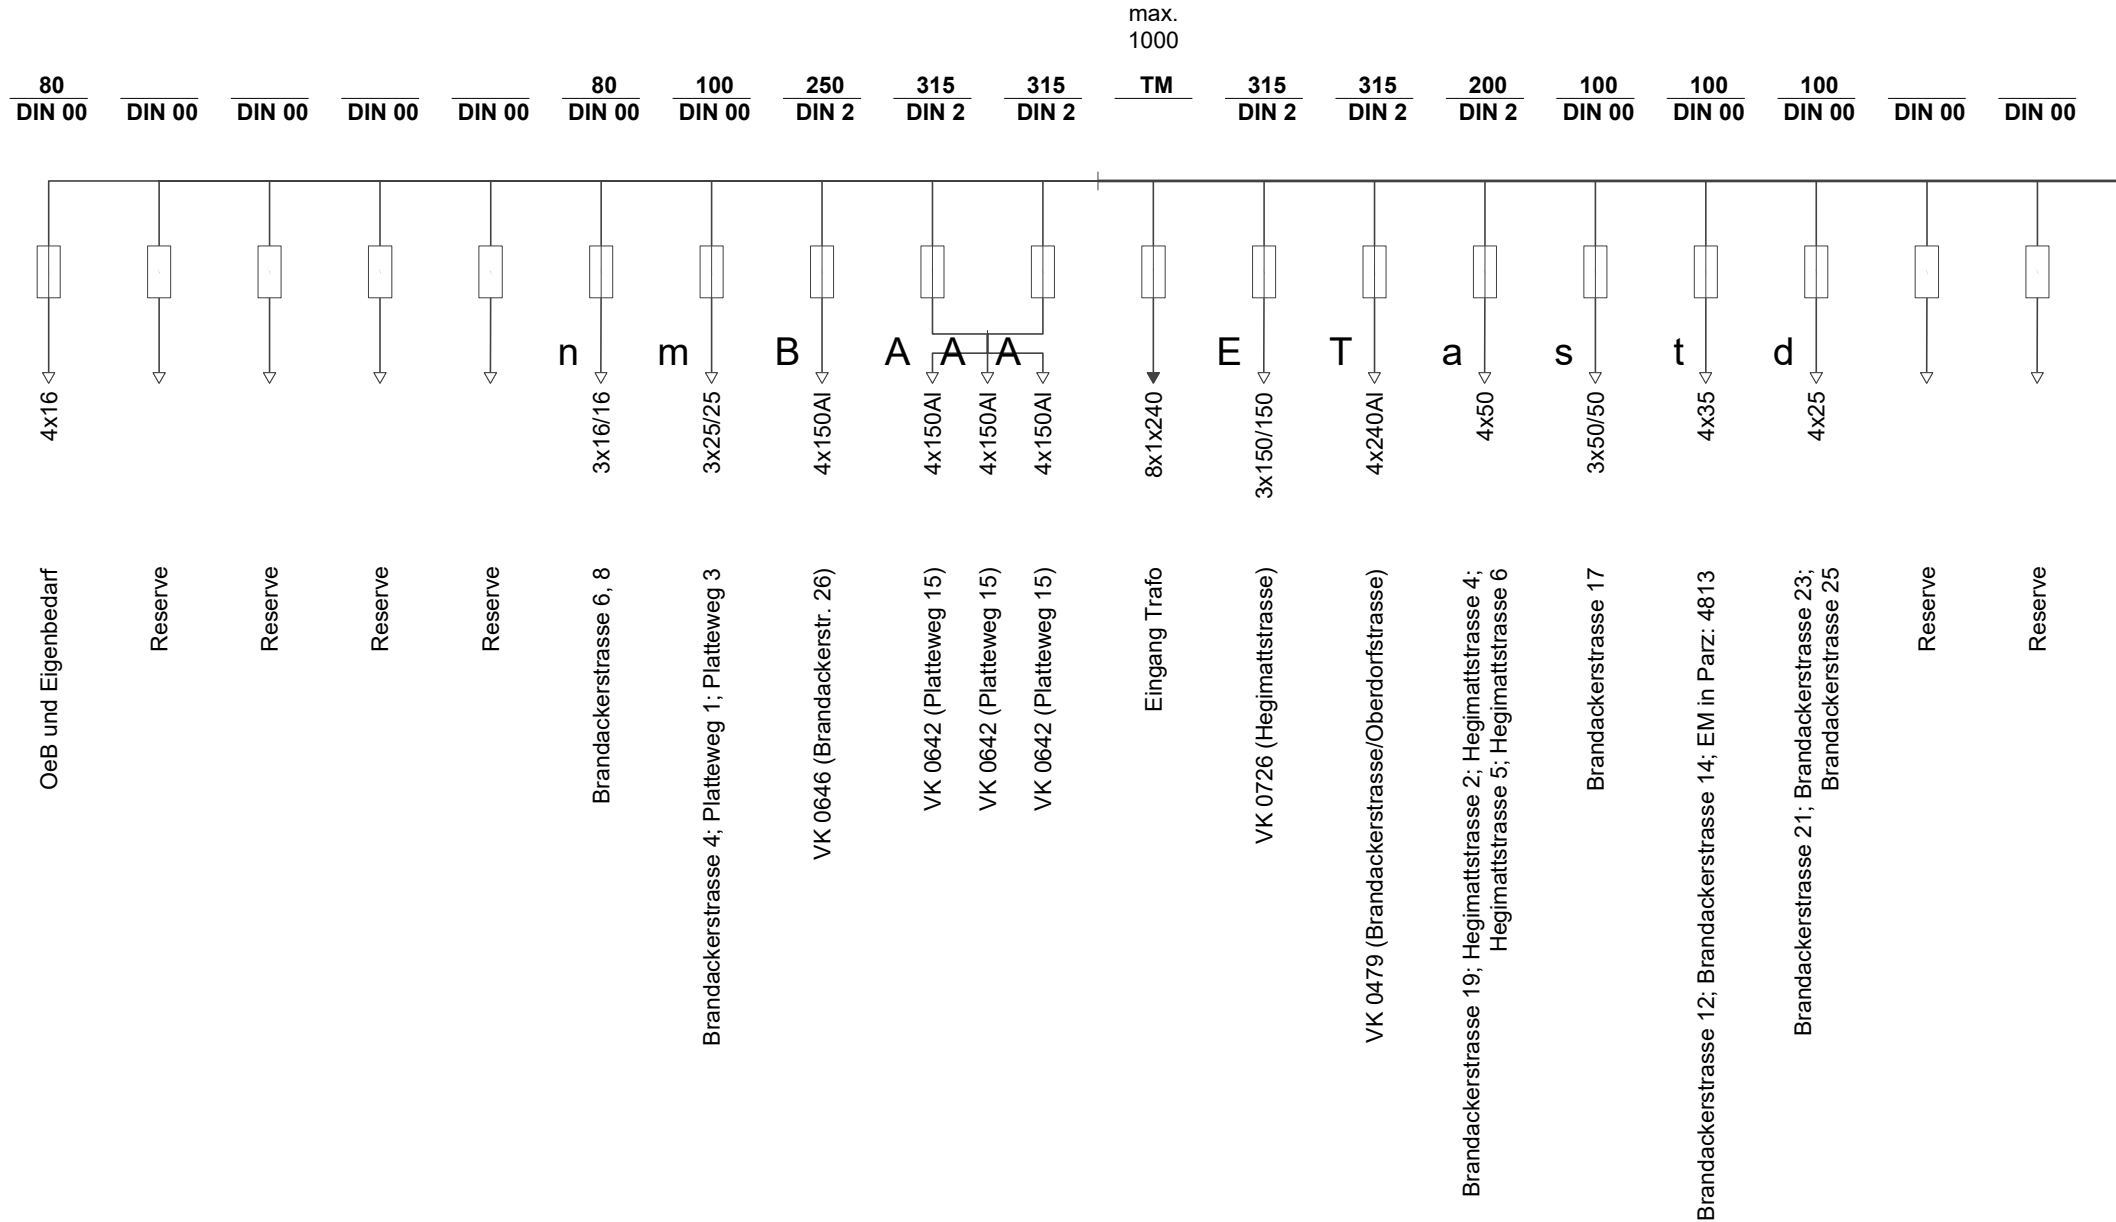 max.
1000
80
DIN 00
DIN 00
DIN 00
DIN 00
DIN 00
80
DIN 00
100
DIN 00
250
DIN 2
315
DIN 2
315
DIN 2
TM
315
DIN 2
315
DIN 2
200
DIN 2
100
DIN 00
100
DIN 00
100
DIN 00
DIN 00
DIN 00
n
m
B
A
A
A
E
T
a
s
t
d
4x16
3x16/16
3x25/25
4x150Al
4x150Al
4x150Al
4x150Al
8x1x240
3x150/150
4x240Al
4x50
3x50/50
4x35
4x25
OeB und Eigenbedarf
Reserve
Reserve
Reserve
Reserve
Brandackerstrasse 6, 8
Brandackerstrasse 4; Platteweg 1; Platteweg 3
VK 0646 (Brandackerstr. 26)
VK 0642 (Platteweg 15)
VK 0642 (Platteweg 15)
VK 0642 (Platteweg 15)
Eingang Trafo
VK 0726 (Hegimattstrasse)
VK 0479 (Brandackerstrasse/Oberdorfstrasse)
Brandackerstrasse 19; Hegimattstrasse 2; Hegimattstrasse 4;
Hegimattstrasse 5; Hegimattstrasse 6
Brandackerstrasse 17
Brandackerstrasse 12; Brandackerstrasse 14; EM in Parz: 4813
Brandackerstrasse 21; Brandackerstrasse 23;
Brandackerstrasse 25
Reserve
Reserve